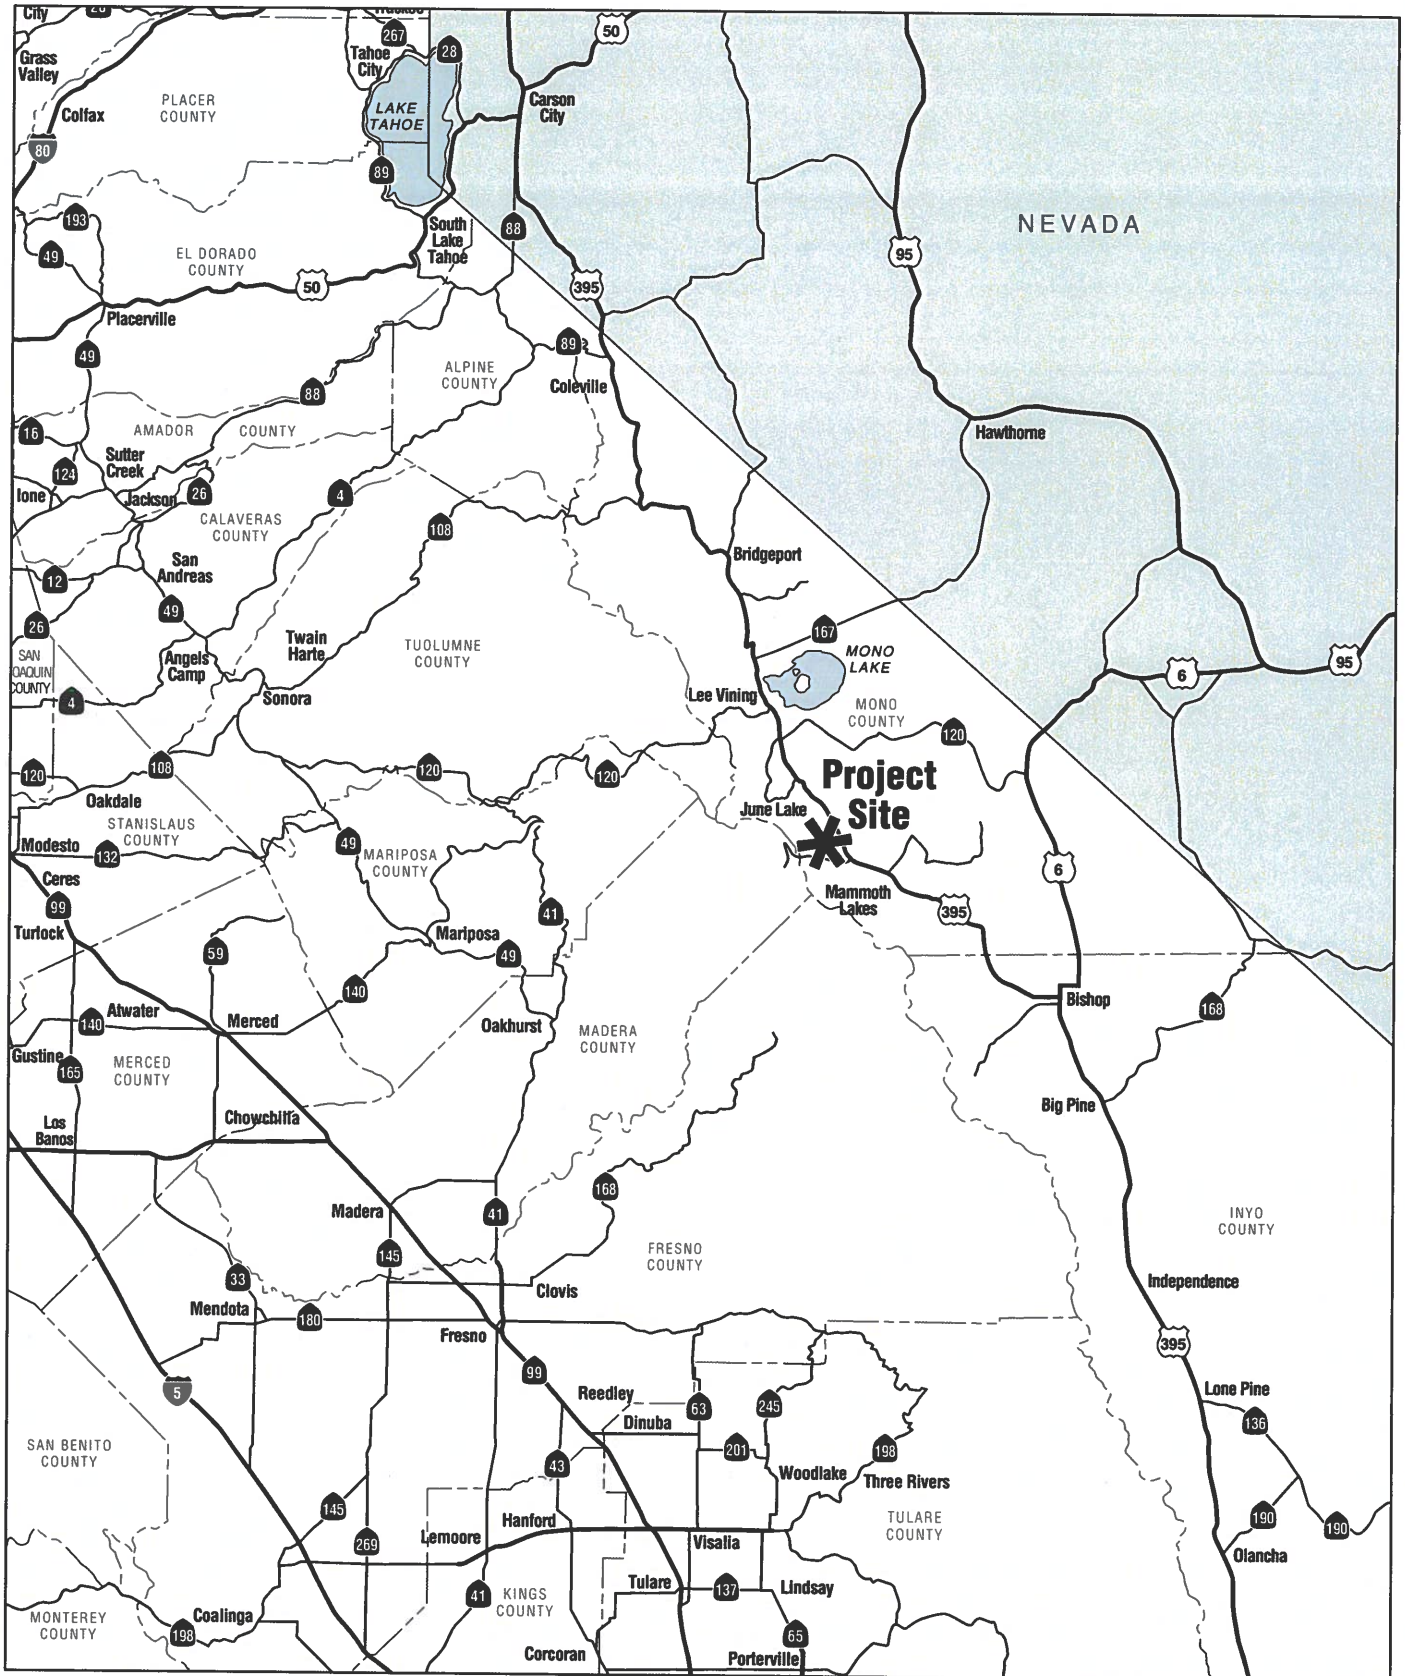 City
20
Truckee
267
28
50
Grass
Valley
Tahoe
City
Colfax
PLACER
COUNTY
LAKE
TAHOE
Carson
City
80
89
193
South
Lake
Tahoe
88
NEVADA
49
EL DORADO
COUNTY
95
50
395
Placerville
49
89
ALPINE
COUNTY
Coleville
88
16
AMADOR
COUNTY
Hawthorne
124
Sutter
Creek
Ione
Jackson
26
4
CALAVERAS
COUNTY
108
Bridgeport
San
Andreas
12
49
26
167
Twain
Harte
TUOLUMNE
COUNTY
SAN
JOAQUIN
COUNTY
Angels
Camp
MONO
LAKE
95
6
4
Sonora
Lee Vining
MONO
COUNTY
120
120
108
120
120
Project
Site
Oakdale
June Lake
STANISLAUS
COUNTY
Modesto
132
49
MARIPOSA
COUNTY
6
Ceres
99
Mammoth
Lakes
395
41
Turlock
Mariposa
59
49
140
Bishop
168
Atwater
140
Merced
Oakhurst
MADERA
COUNTY
Gustine
165
MERCED
COUNTY
Big Pine
Los
Banos
Chowchilla
168
Madera
41
INYO
COUNTY
145
FRESNO
COUNTY
33
Clovis
Independence
Mendota
180
Fresno
395
99
5
Reedley
Lone Pine
63
245
136
Dinuba
SAN BENITO
COUNTY
201
198
43
Woodlake
Three Rivers
145
Hanford
TULARE
COUNTY
190
190
269
Lemoore
Visalia
Olancha
Tulare
137
Lindsay
41
KINGS
COUNTY
MONTEREY
COUNTY
Coalinga
198
65
Corcoran
Porterville